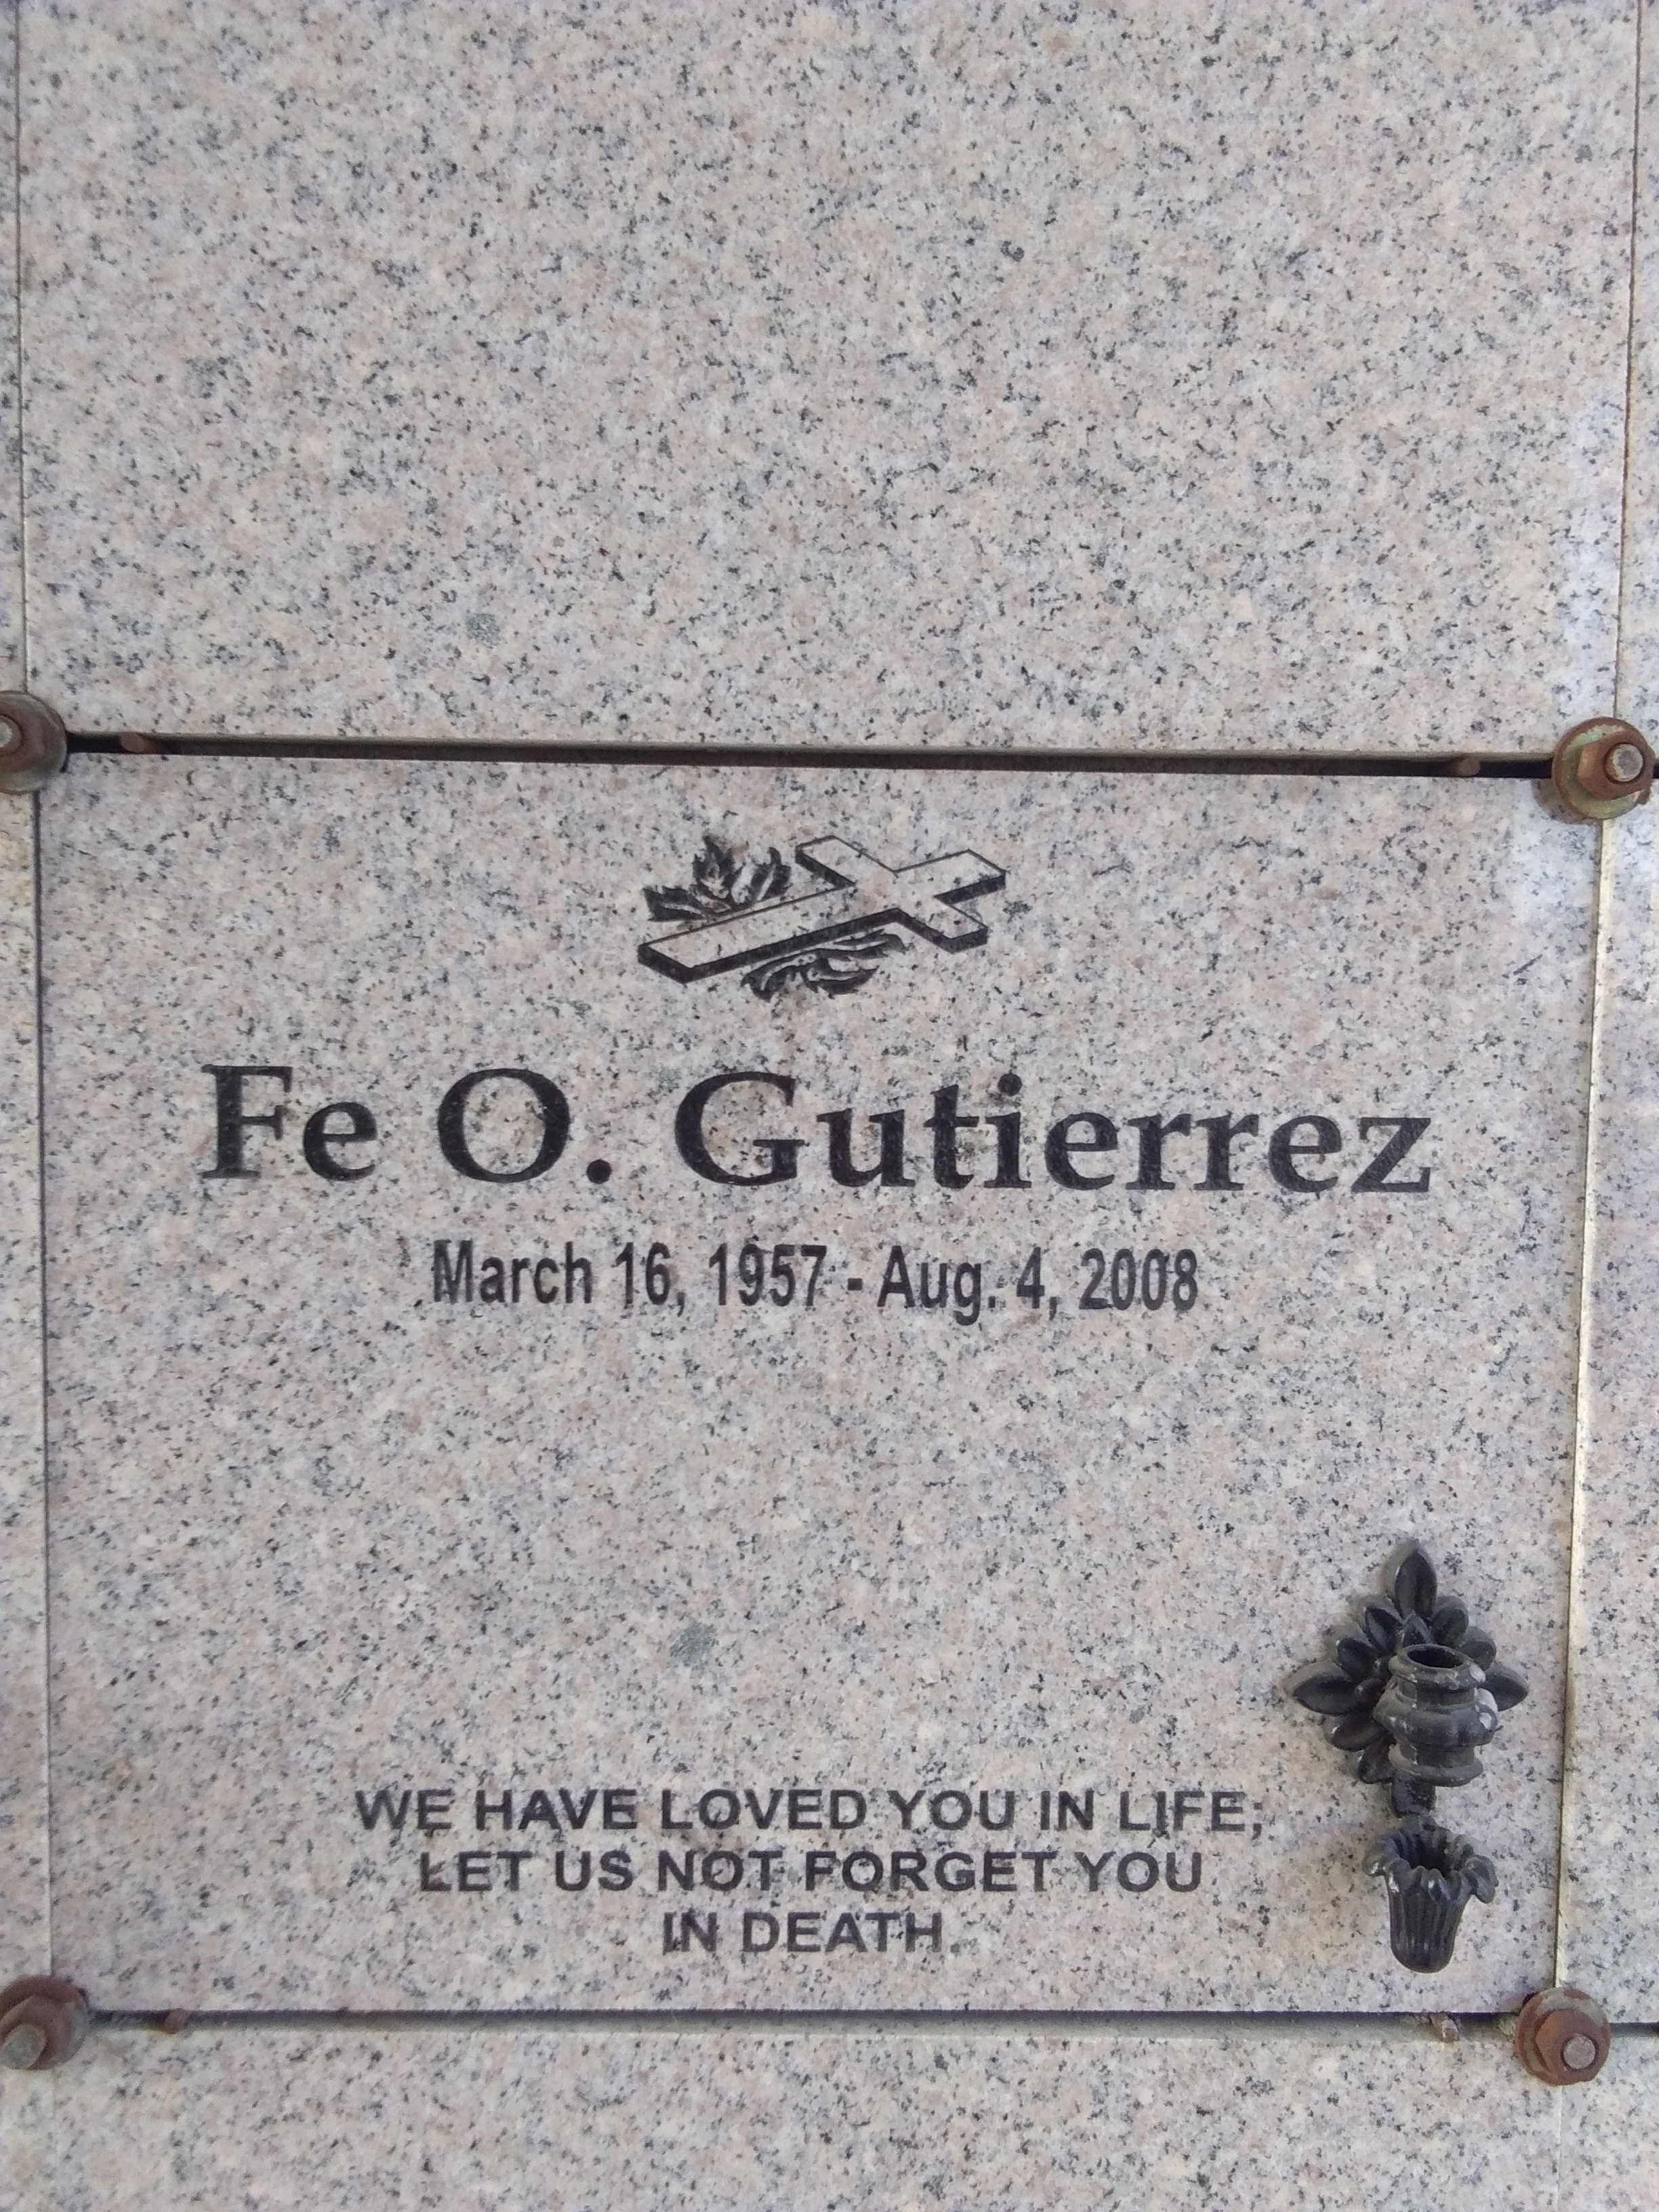 Fe O. Gutierrez
March 16, 1957 - Aug. 4, 2008
WE HAVE LOVED YOU IN LIFE;
LET US NOT FORGET YOU
IN DEATH.